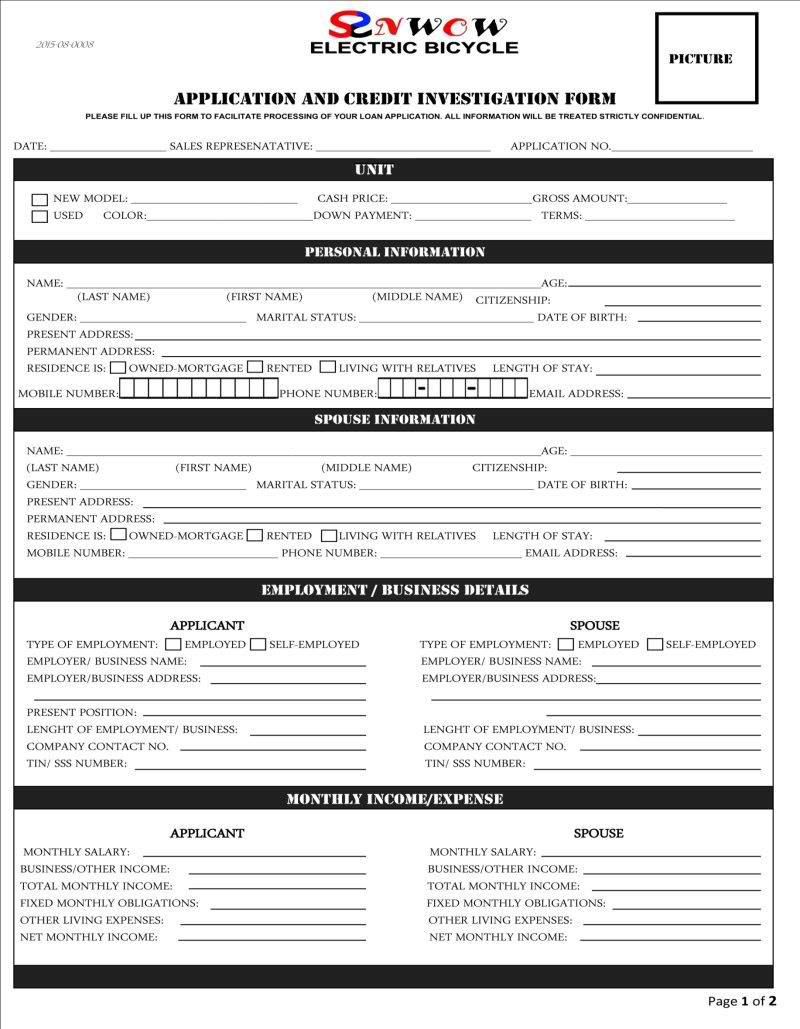 2015-08-0008
SENWOW
ELECTRIC BICYCLE
PICTURE
APPLICATION AND CREDIT INVESTIGATION FORM
PLEASE FILL UP THIS FORM TO FACILITATE PROCESSING OF YOUR LOAN APPLICATION. ALL INFORMATION WILL BE TREATED STRICTLY CONFIDENTIAL.
DATE: SALES REPRESENATATIVE: APPLICATION NO.
UNIT
NEW MODEL: CASH PRICE: GROSS AMOUNT:
USED COLOR: DOWN PAYMENT: TERMS:
PERSONAL INFORMATION
NAME: AGE:
(LAST NAME) (FIRST NAME) (MIDDLE NAME) CITIZENSHIP:
GENDER: MARITAL STATUS: DATE OF BIRTH:
PRESENT ADDRESS:
PERMANENT ADDRESS:
RESIDENCE IS: OWNED-MORTGAGE RENTED LIVING WITH RELATIVES LENGTH OF STAY:
MOBILE NUMBER: PHONE NUMBER: - - EMAIL ADDRESS:
SPOUSE INFORMATION
NAME: AGE:
(LAST NAME) (FIRST NAME) (MIDDLE NAME) CITIZENSHIP:
GENDER: MARITAL STATUS: DATE OF BIRTH:
PRESENT ADDRESS:
PERMANENT ADDRESS:
RESIDENCE IS: OWNED-MORTGAGE RENTED LIVING WITH RELATIVES LENGTH OF STAY:
MOBILE NUMBER: PHONE NUMBER: EMAIL ADDRESS:
EMPLOYMENT / BUSINESS DETAILS
APPLICANT SPOUSE
TYPE OF EMPLOYMENT: EMPLOYED SELF-EMPLOYED TYPE OF EMPLOYMENT: EMPLOYED SELF-EMPLOYED
EMPLOYER/ BUSINESS NAME: EMPLOYER/ BUSINESS NAME:
EMPLOYER/BUSINESS ADDRESS: EMPLOYER/BUSINESS ADDRESS:
PRESENT POSITION:
LENGHT OF EMPLOYMENT/ BUSINESS: LENGHT OF EMPLOYMENT/ BUSINESS:
COMPANY CONTACT NO. COMPANY CONTACT NO.
TIN/ SSS NUMBER: TIN/ SSS NUMBER:
MONTHLY INCOME/EXPENSE
APPLICANT SPOUSE
MONTHLY SALARY: MONTHLY SALARY:
BUSINESS/OTHER INCOME: BUSINESS/OTHER INCOME:
TOTAL MONTHLY INCOME: TOTAL MONTHLY INCOME:
FIXED MONTHLY OBLIGATIONS: FIXED MONTHLY OBLIGATIONS:
OTHER LIVING EXPENSES: OTHER LIVING EXPENSES:
NET MONTHLY INCOME: NET MONTHLY INCOME:
Page 1 of 2